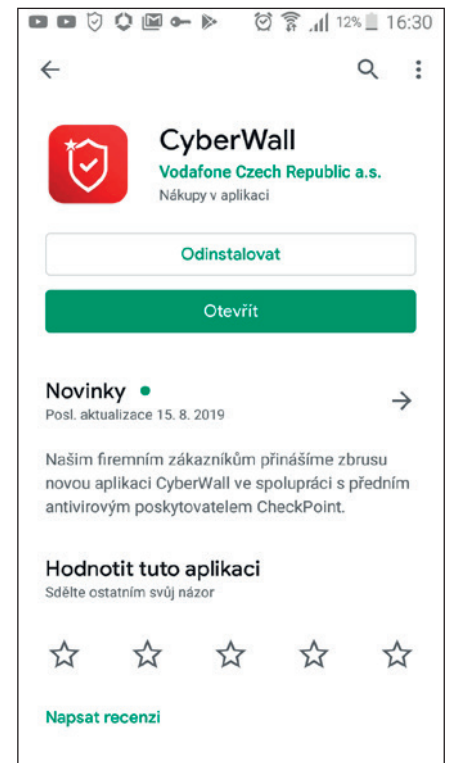 12% 16:30
CyberWall
Vodafone Czech Republic a.s.
Nákupy v aplikaci
Odinstalovat
Otevřít
Novinky
Posl. aktualizace 15. 8. 2019
Našim firemním zákazníkům přinášíme zbrusu
novou aplikaci CyberWall ve spolupráci s předním
antivirovým poskytovatelem CheckPoint.
Hodnotit tuto aplikaci
Sdělte ostatním svůj názor
Napsat recenzi